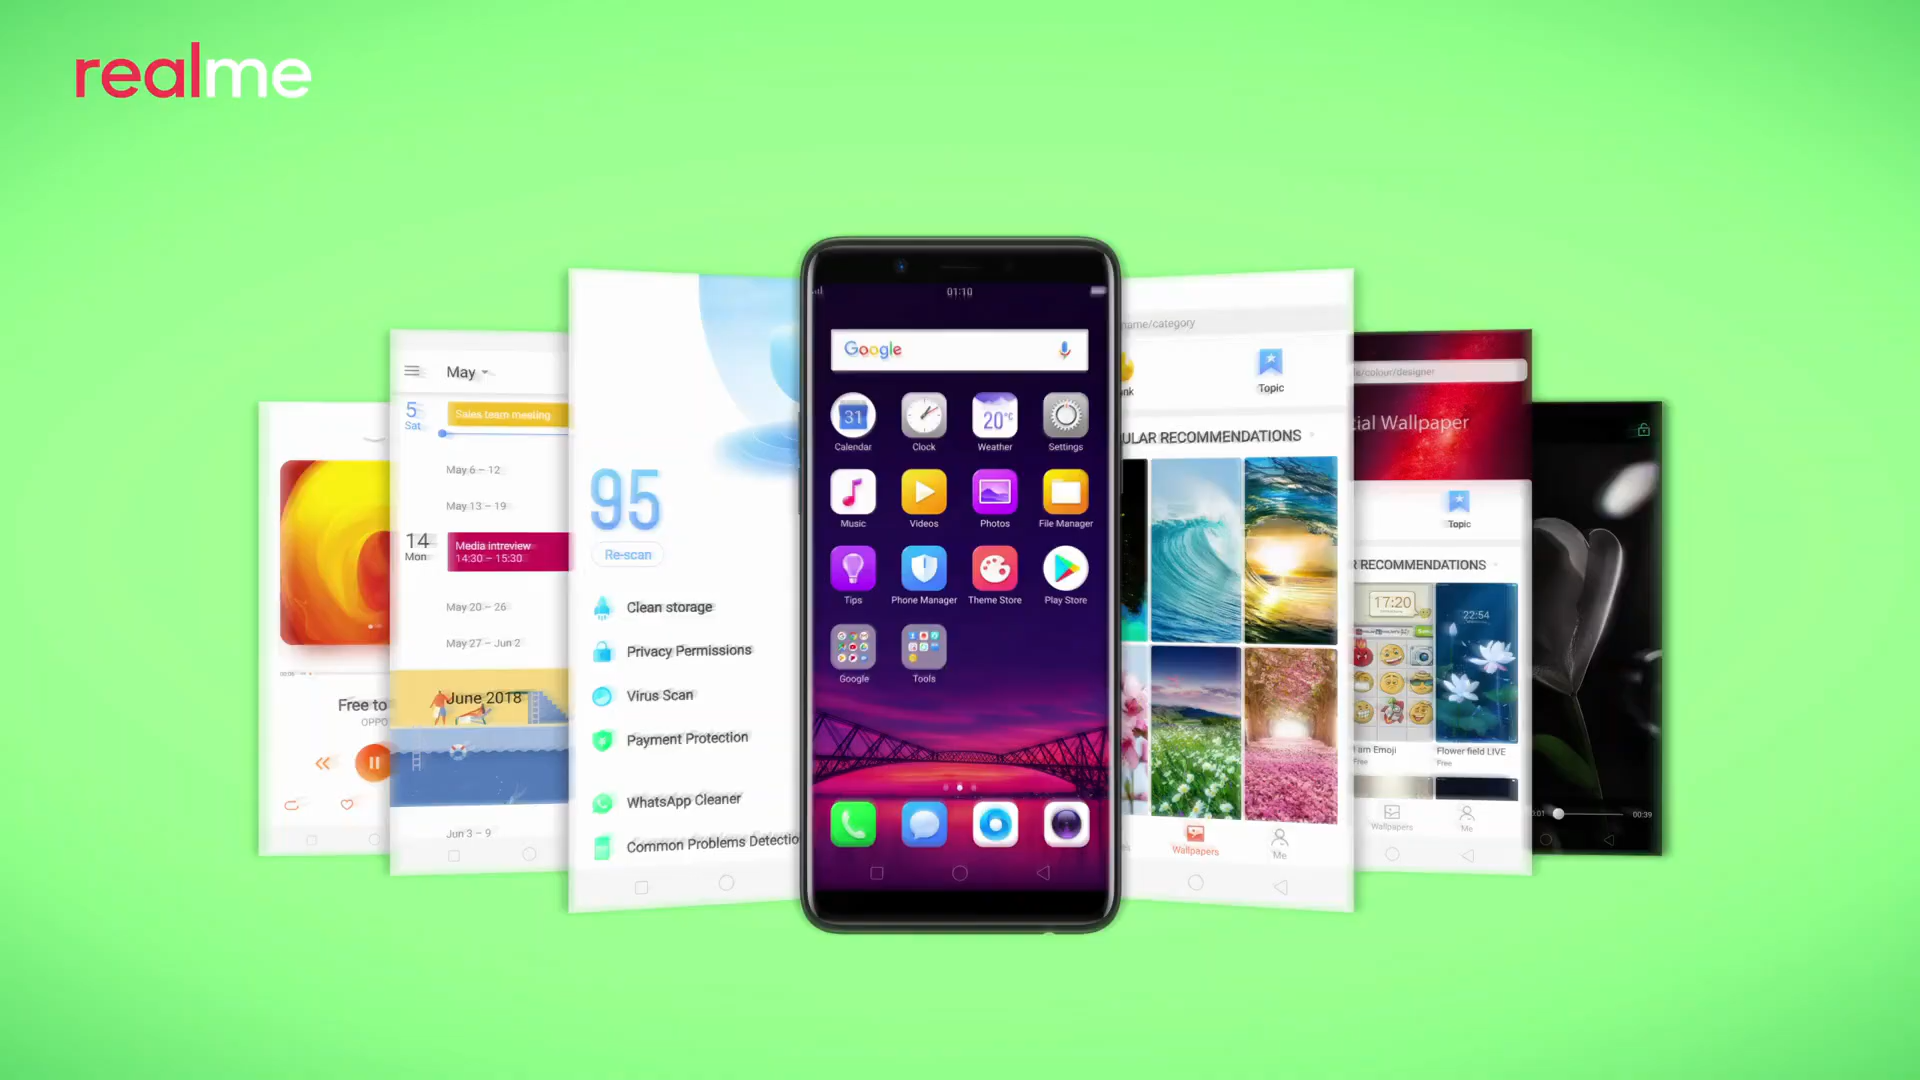 realme
Free to
OPPO
May
5
Sat
Sales team meeting
May 6 – 12
May 13 – 19
14
Mon
Media intreview
14:30 – 15:30
May 20 – 26
May 27 – Jun 2
June 2018
Jun 3 – 9
95
Re-scan
Clean storage
Privacy Permissions
Virus Scan
Payment Protection
WhatsApp Cleaner
Common Problems Detectio
01:10
Google
31
20°c
Calendar Clock Weather Settings
Music Videos Photos File Manager
Tips Phone Manager Theme Store Play Store
Google Tools
name/category
Topic
ULAR RECOMMENDATIONS
Wallpapers
Me
s/colour/designer
cial Wallpaper
Topic
R RECOMMENDATIONS
17:20
22:54
I am Emoji
Free
Flower field LIVE
Free
Wallpapers
Me
00:39